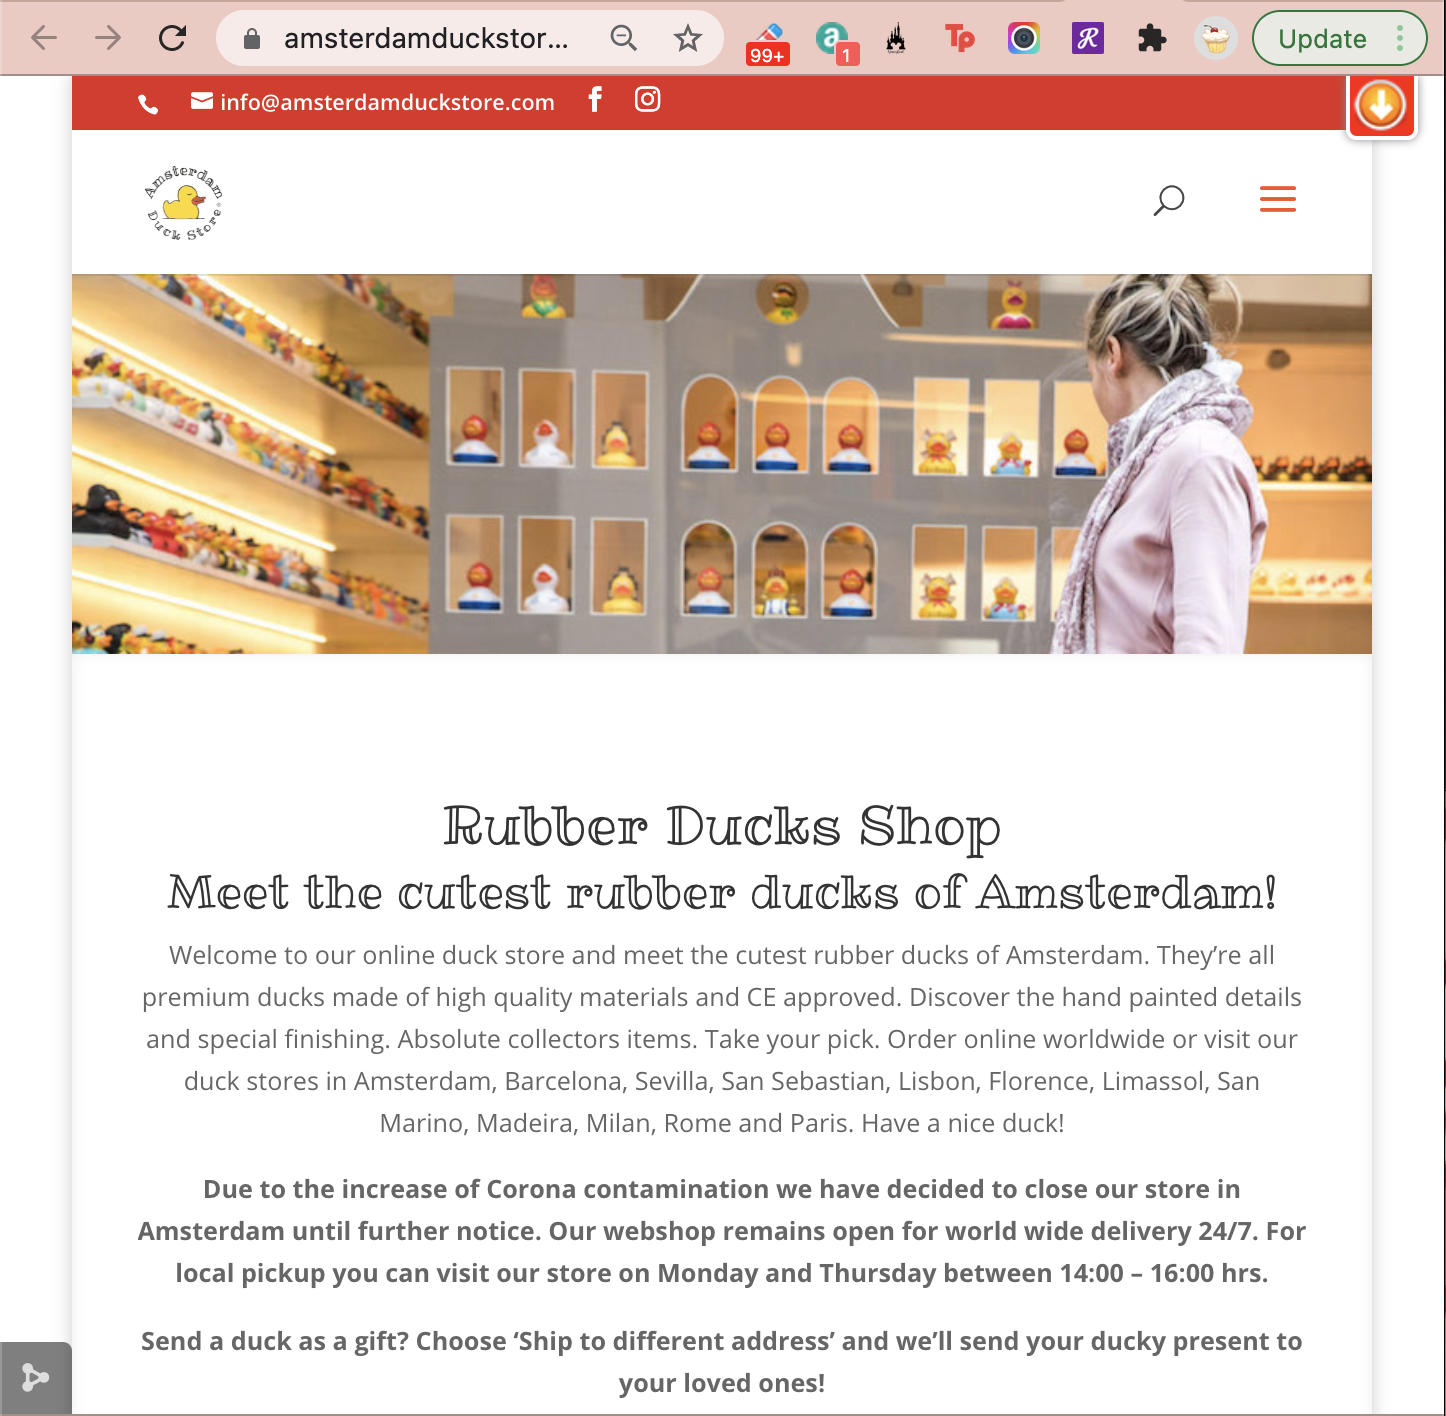 amsterdamduckstor...
99+
a
1
Tp
R
Update
info@amsterdamduckstore.com
Amsterdam
Duck Store
Rubber Ducks Shop
Meet the cutest rubber ducks of Amsterdam!
Welcome to our online duck store and meet the cutest rubber ducks of Amsterdam. They’re all
premium ducks made of high quality materials and CE approved. Discover the hand painted details
and special finishing. Absolute collectors items. Take your pick. Order online worldwide or visit our
duck stores in Amsterdam, Barcelona, Sevilla, San Sebastian, Lisbon, Florence, Limassol, San
Marino, Madeira, Milan, Rome and Paris. Have a nice duck!
Due to the increase of Corona contamination we have decided to close our store in
Amsterdam until further notice. Our webshop remains open for world wide delivery 24/7. For
local pickup you can visit our store on Monday and Thursday between 14:00 – 16:00 hrs.
Send a duck as a gift? Choose ‘Ship to different address’ and we’ll send your ducky present to
your loved ones!